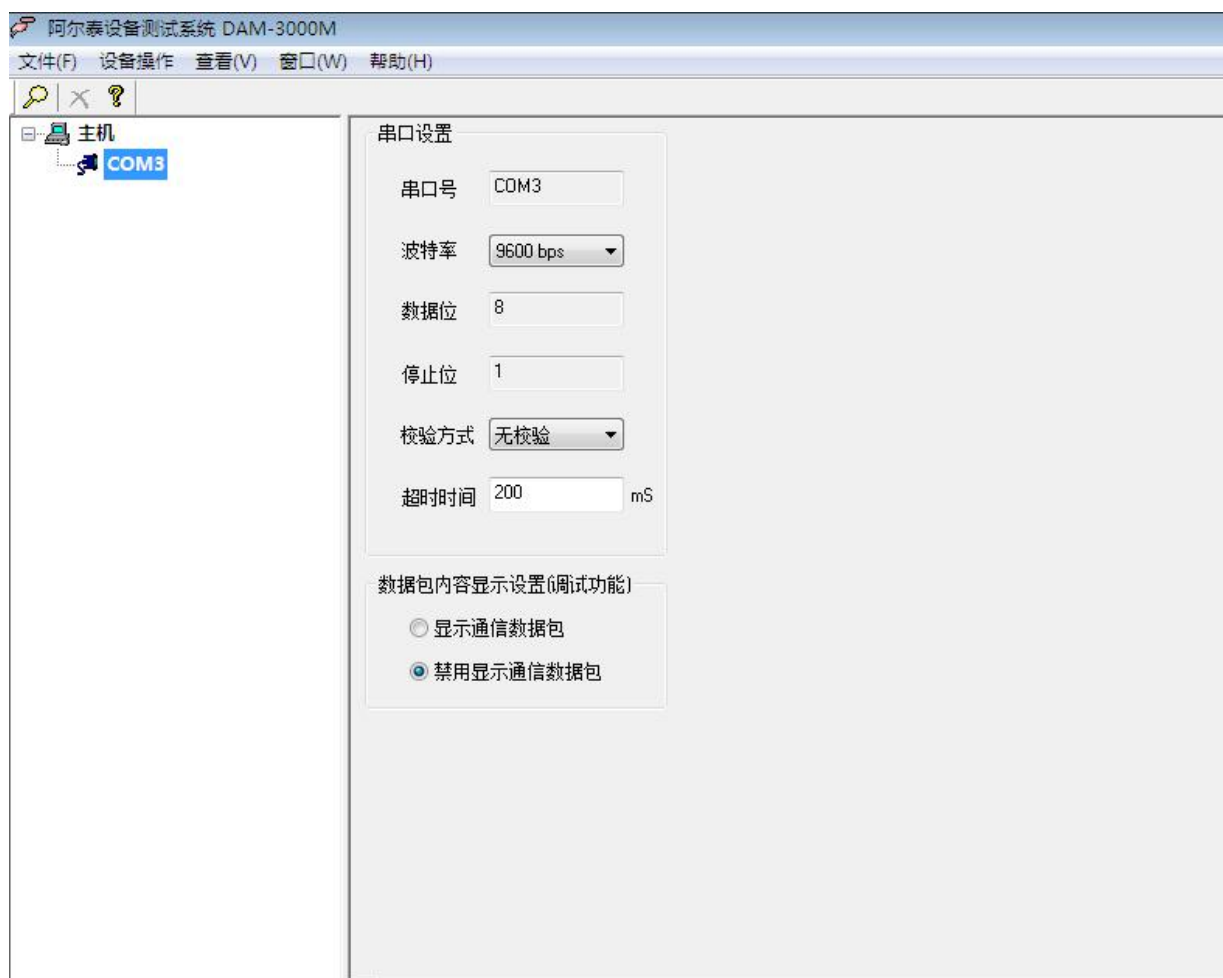 阿尔泰设备测试系统 DAM-3000M
文件(F) 设备操作 查看(V) 窗口(W) 帮助(H)
主机
COM3
串口设置
串口号 COM3
波特率 9600 bps
数据位 8
停止位 1
校验方式 无校验
超时时间 200 mS
数据包内容显示设置(调试功能)
显示通信数据包
禁用显示通信数据包